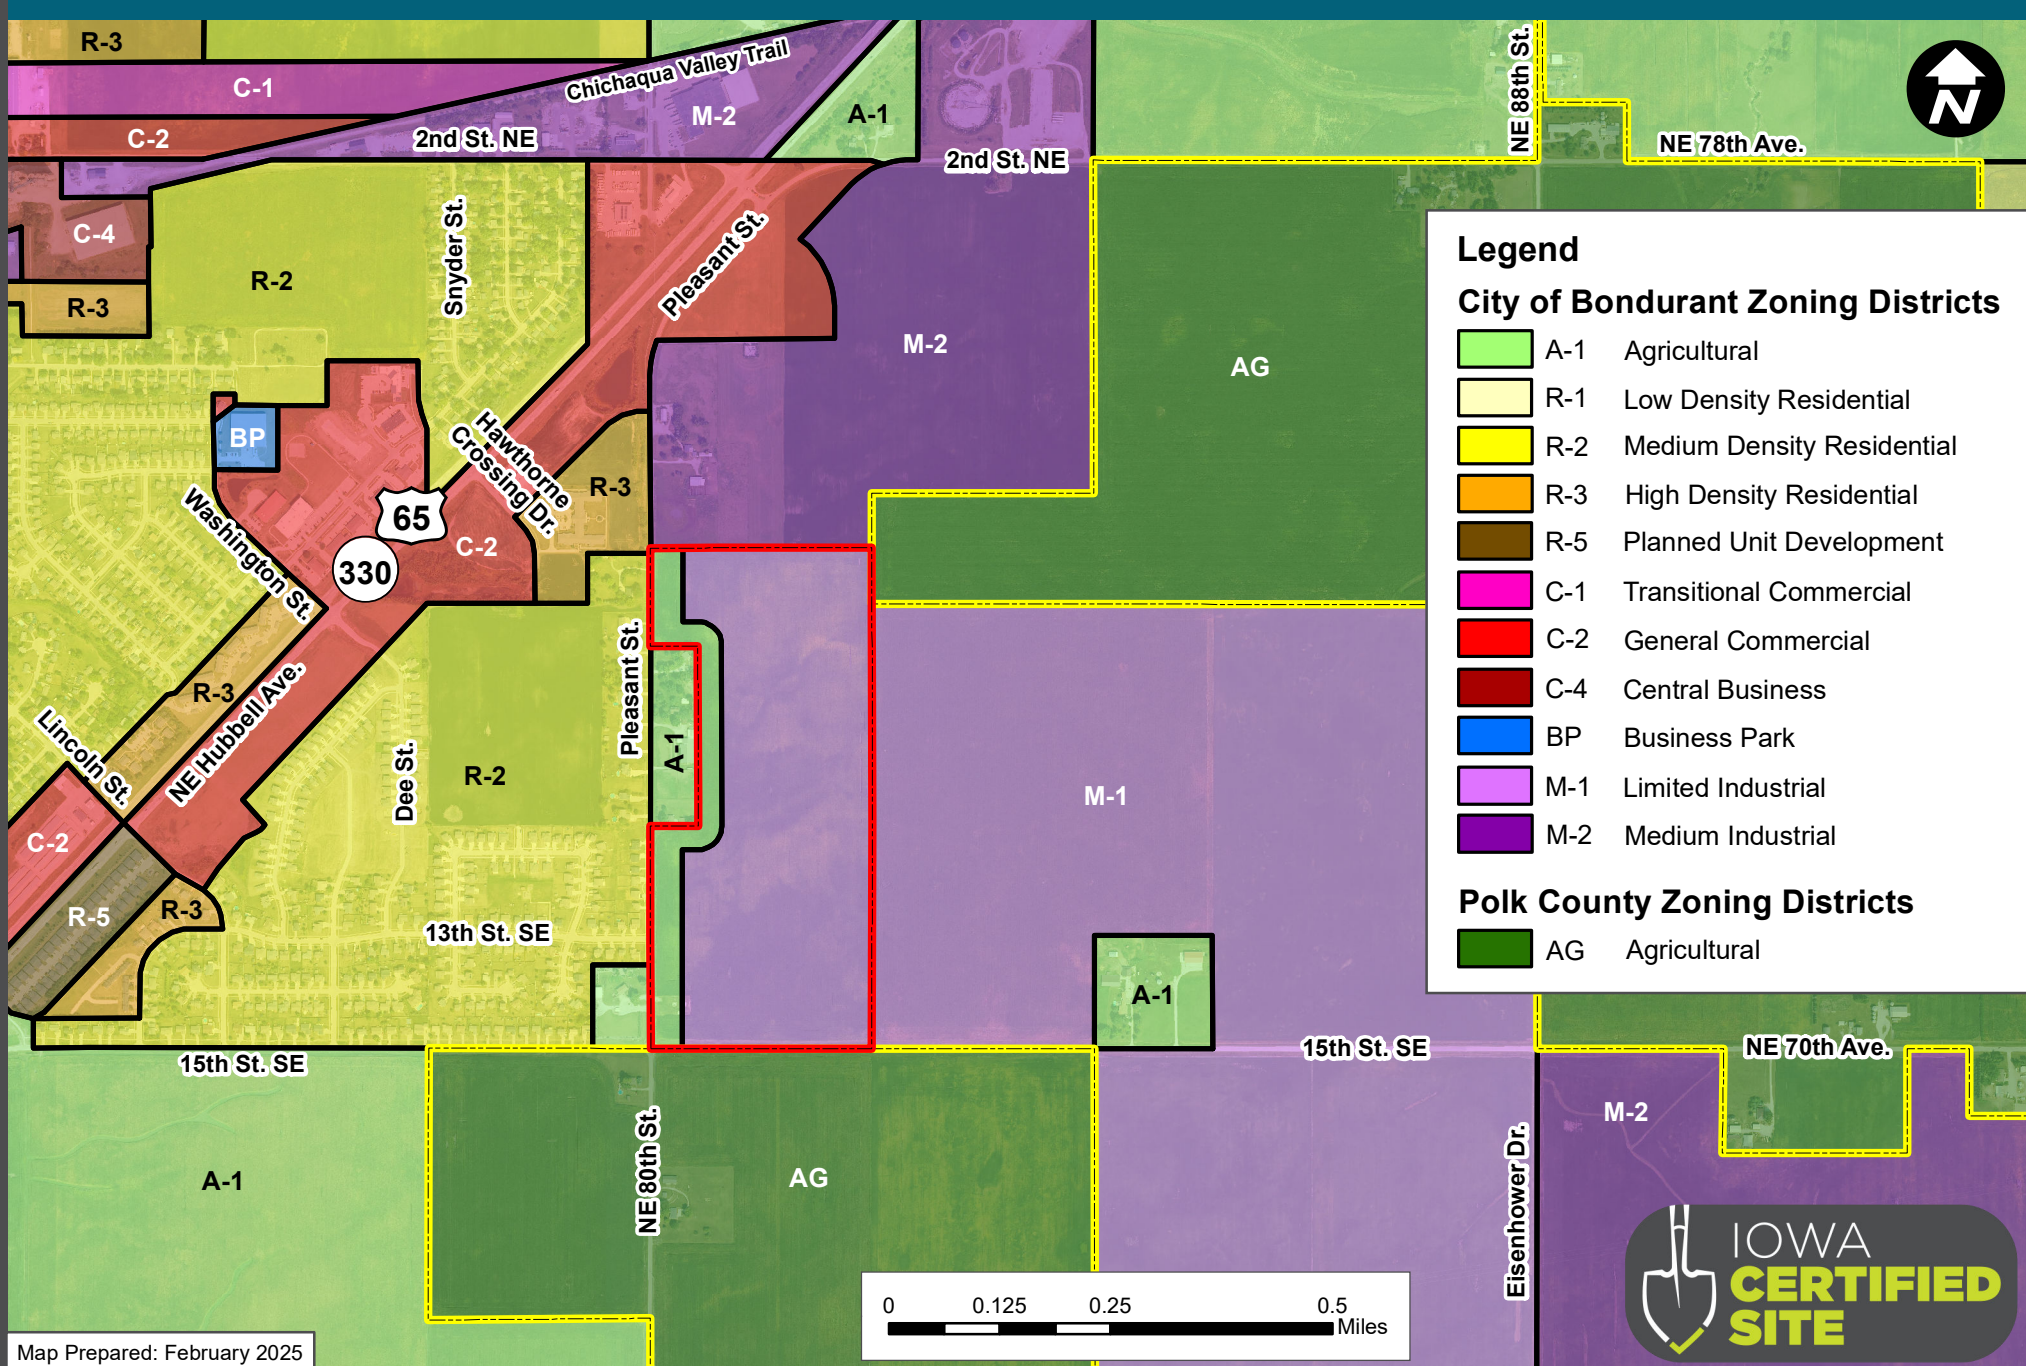 R-3
C-1
Chichaqua Valley Trail
M-2
A-1
C-2
2nd St. NE
2nd St. NE
NE 88th St.
NE 78th Ave.
N
C-4
R-2
R-3
Snyder St.
Pleasant St.
M-2
AG
Legend
City of Bondurant Zoning Districts
A-1 Agricultural
R-1 Low Density Residential
R-2 Medium Density Residential
R-3 High Density Residential
R-5 Planned Unit Development
C-1 Transitional Commercial
C-2 General Commercial
C-4 Central Business
BP Business Park
M-1 Limited Industrial
M-2 Medium Industrial
Polk County Zoning Districts
AG Agricultural
BP
Hawthorne
Crossing Dr.
R-3
65
330
C-2
Washington St.
R-3
NE Hubbell Ave.
Lincoln St.
Dee St.
R-2
Pleasant St.
A-1
M-1
C-2
R-5
R-3
13th St. SE
A-1
15th St. SE
15th St. SE
NE 70th Ave.
A-1
NE 80th St.
AG
Eisenhower Dr.
M-2
0 0.125 0.25 0.5
Miles
IOWA
CERTIFIED
SITE
Map Prepared: February 2025